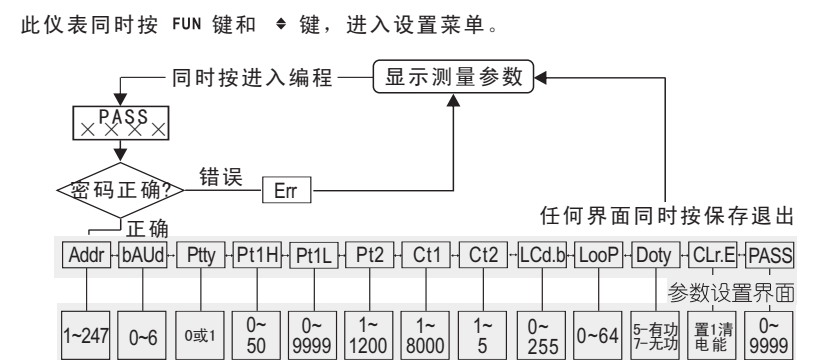 此仪表同时按 FUN 键和 ♦ 键，进入设置菜单。
同时按进入编程
显示测量参数
PASS
××××
密码正确?
错误
Err
正确
任何界面同时按保存退出
Addr bAUd Ptty Pt1H Pt1L Pt2 Ct1 Ct2 LCd.b LooP Doty CLr.E PASS
参数设置界面
1~247 0~6 0或1 0~50 0~9999 1~1200 1~8000 1~5 0~255 0~64 5-有功 7-无功 置1清电能 0~9999